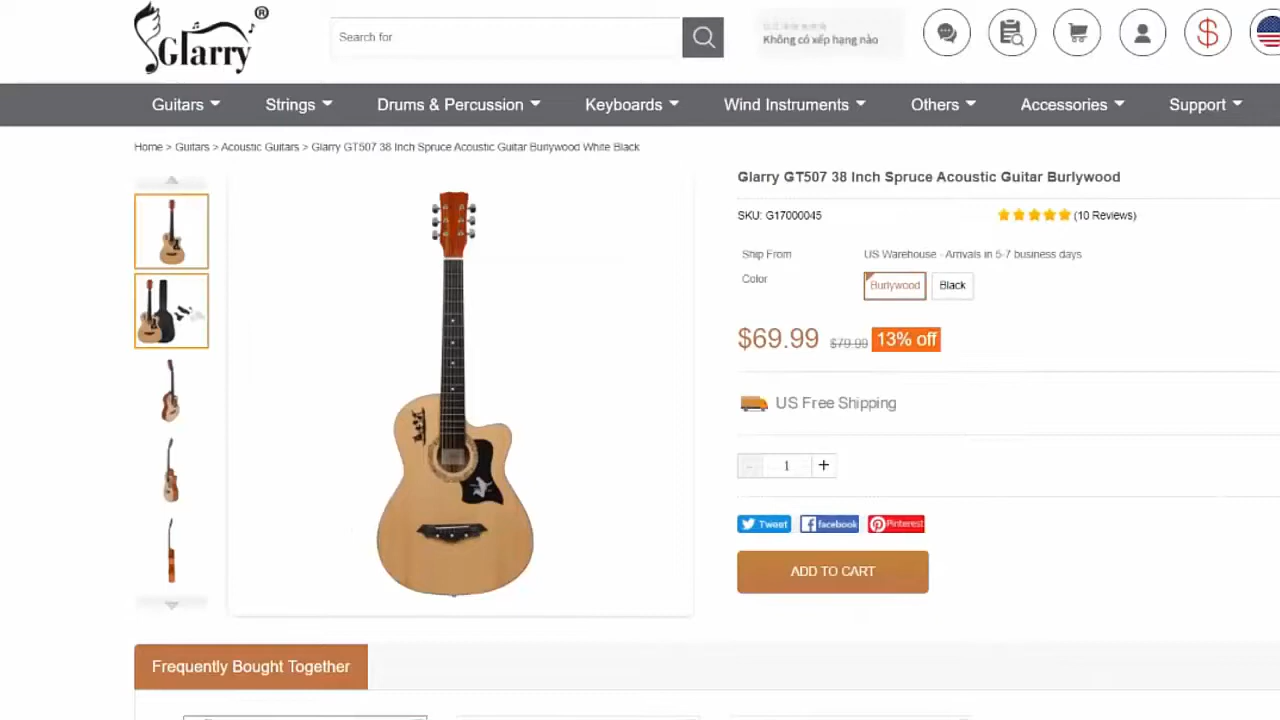 Glarry ®
Search for
Không có xếp hạng nào
Guitars
Strings
Drums & Percussion
Keyboards
Wind Instruments
Others
Accessories
Support
Home > Guitars > Acoustic Guitars > Glarry GT507 38 Inch Spruce Acoustic Guitar Burlywood White Black
Glarry GT507 38 Inch Spruce Acoustic Guitar Burlywood
SKU: G17000045
(10 Reviews)
Ship From
US Warehouse - Arrivals in 5-7 business days
Color
Burlywood
Black
$69.99 $79.99 13% off
US Free Shipping
- 1 +
Tweet
facebook
Pinterest
ADD TO CART
Frequently Bought Together